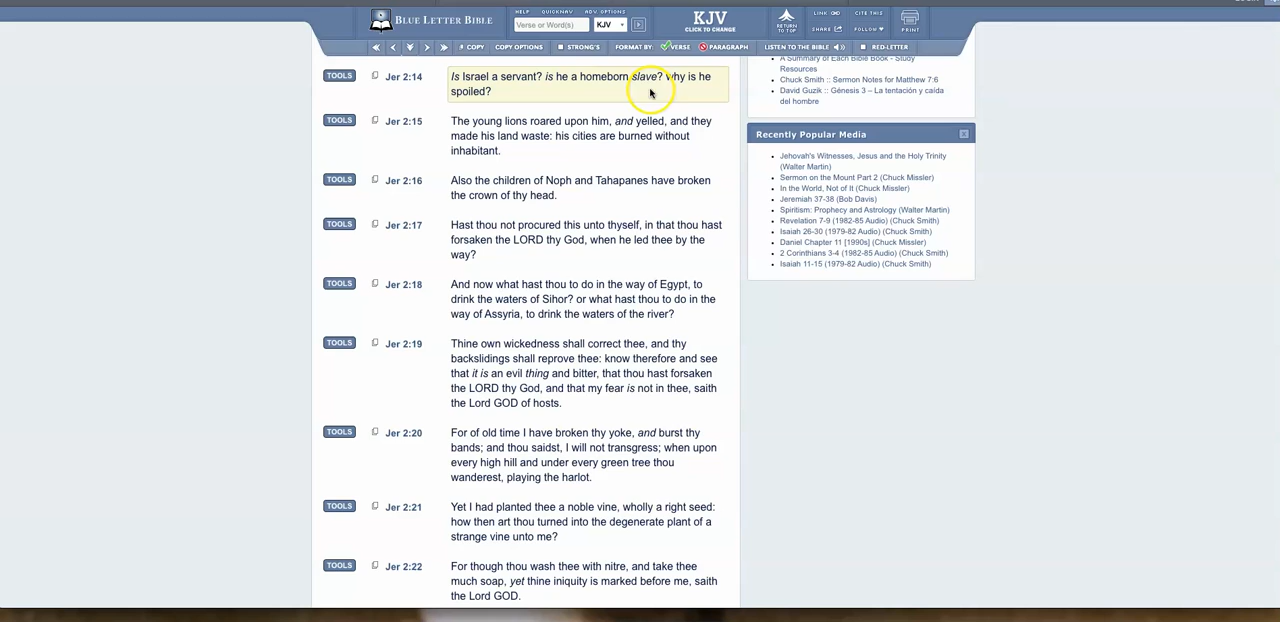 HELP QUICKNAV ADV. OPTIONS
BLUE LETTER BIBLE
Verse or Word(s) KJV
KJV
CLICK TO CHANGE
RETURN TO TOP
LINK CITE THIS
SHARE FOLLOW
PRINT
COPY COPY OPTIONS STRONG'S FORMAT BY: VERSE PARAGRAPH LISTEN TO THE BIBLE RED-LETTER
TOOLS Jer 2:14 Is Israel a servant? is he a homeborn slave? why is he
spoiled?
TOOLS Jer 2:15 The young lions roared upon him, and yelled, and they
made his land waste: his cities are burned without
inhabitant.
TOOLS Jer 2:16 Also the children of Noph and Tahapanes have broken
the crown of thy head.
TOOLS Jer 2:17 Hast thou not procured this unto thyself, in that thou hast
forsaken the LORD thy God, when he led thee by the
way?
TOOLS Jer 2:18 And now what hast thou to do in the way of Egypt, to
drink the waters of Sihor? or what hast thou to do in the
way of Assyria, to drink the waters of the river?
TOOLS Jer 2:19 Thine own wickedness shall correct thee, and thy
backslidings shall reprove thee: know therefore and see
that it is an evil thing and bitter, that thou hast forsaken
the LORD thy God, and that my fear is not in thee, saith
the Lord GOD of hosts.
TOOLS Jer 2:20 For of old time I have broken thy yoke, and burst thy
bands; and thou saidst, I will not transgress; when upon
every high hill and under every green tree thou
wanderest, playing the harlot.
TOOLS Jer 2:21 Yet I had planted thee a noble vine, wholly a right seed:
how then art thou turned into the degenerate plant of a
strange vine unto me?
TOOLS Jer 2:22 For though thou wash thee with nitre, and take thee
much soap, yet thine iniquity is marked before me, saith
the Lord GOD.
A Summary of Each Bible Book - Study
Resources
Chuck Smith :: Sermon Notes for Matthew 7:6
David Guzik :: Génesis 3 – La tentación y caída
del hombre
Recently Popular Media
Jehovah's Witnesses, Jesus and the Holy Trinity
(Walter Martin)
Sermon on the Mount Part 2 (Chuck Missler)
In the World, Not of It (Chuck Missler)
Jeremiah 37-38 (Bob Davis)
Spiritism: Prophecy and Astrology (Walter Martin)
Revelation 7-9 (1982-85 Audio) (Chuck Smith)
Isaiah 26-30 (1979-82 Audio) (Chuck Smith)
Daniel Chapter 11 [1990s] (Chuck Missler)
2 Corinthians 3-4 (1982-85 Audio) (Chuck Smith)
Isaiah 11-15 (1979-82 Audio) (Chuck Smith)